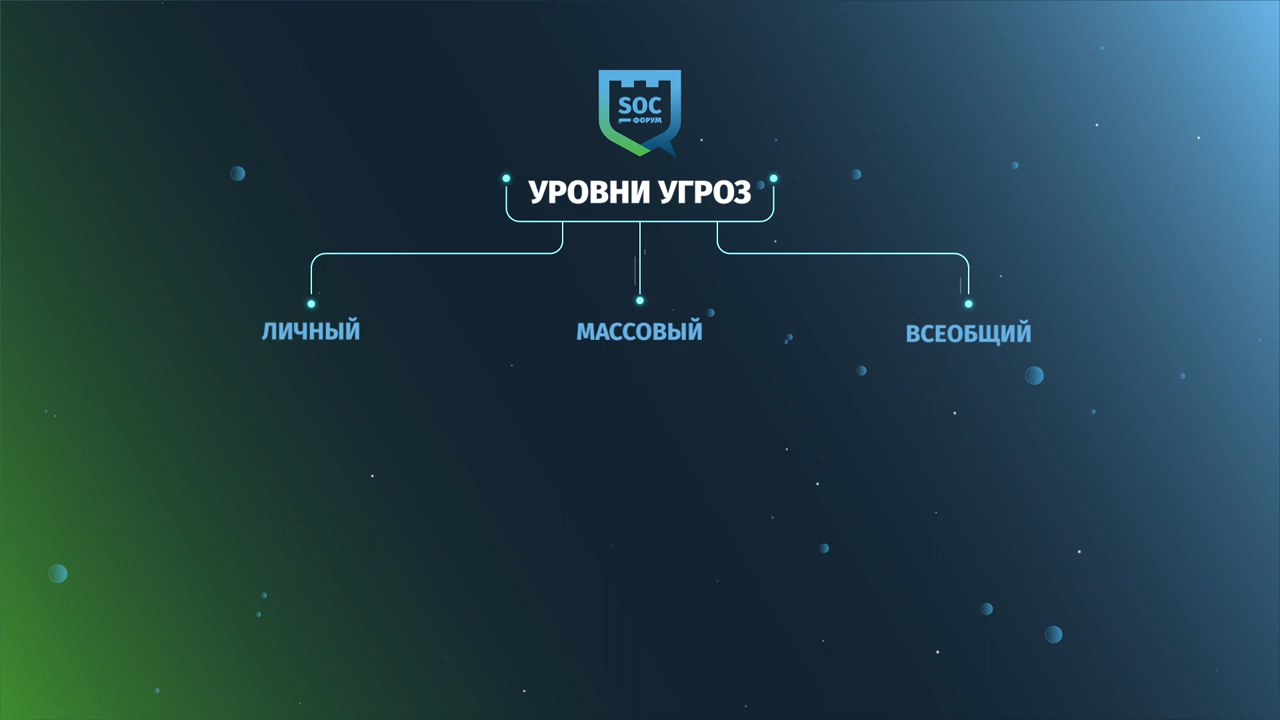 SOC
ФОРУМ
УРОВНИ УГРОЗ
ЛИЧНЫЙ
МАССОВЫЙ
ВСЕОБЩИЙ